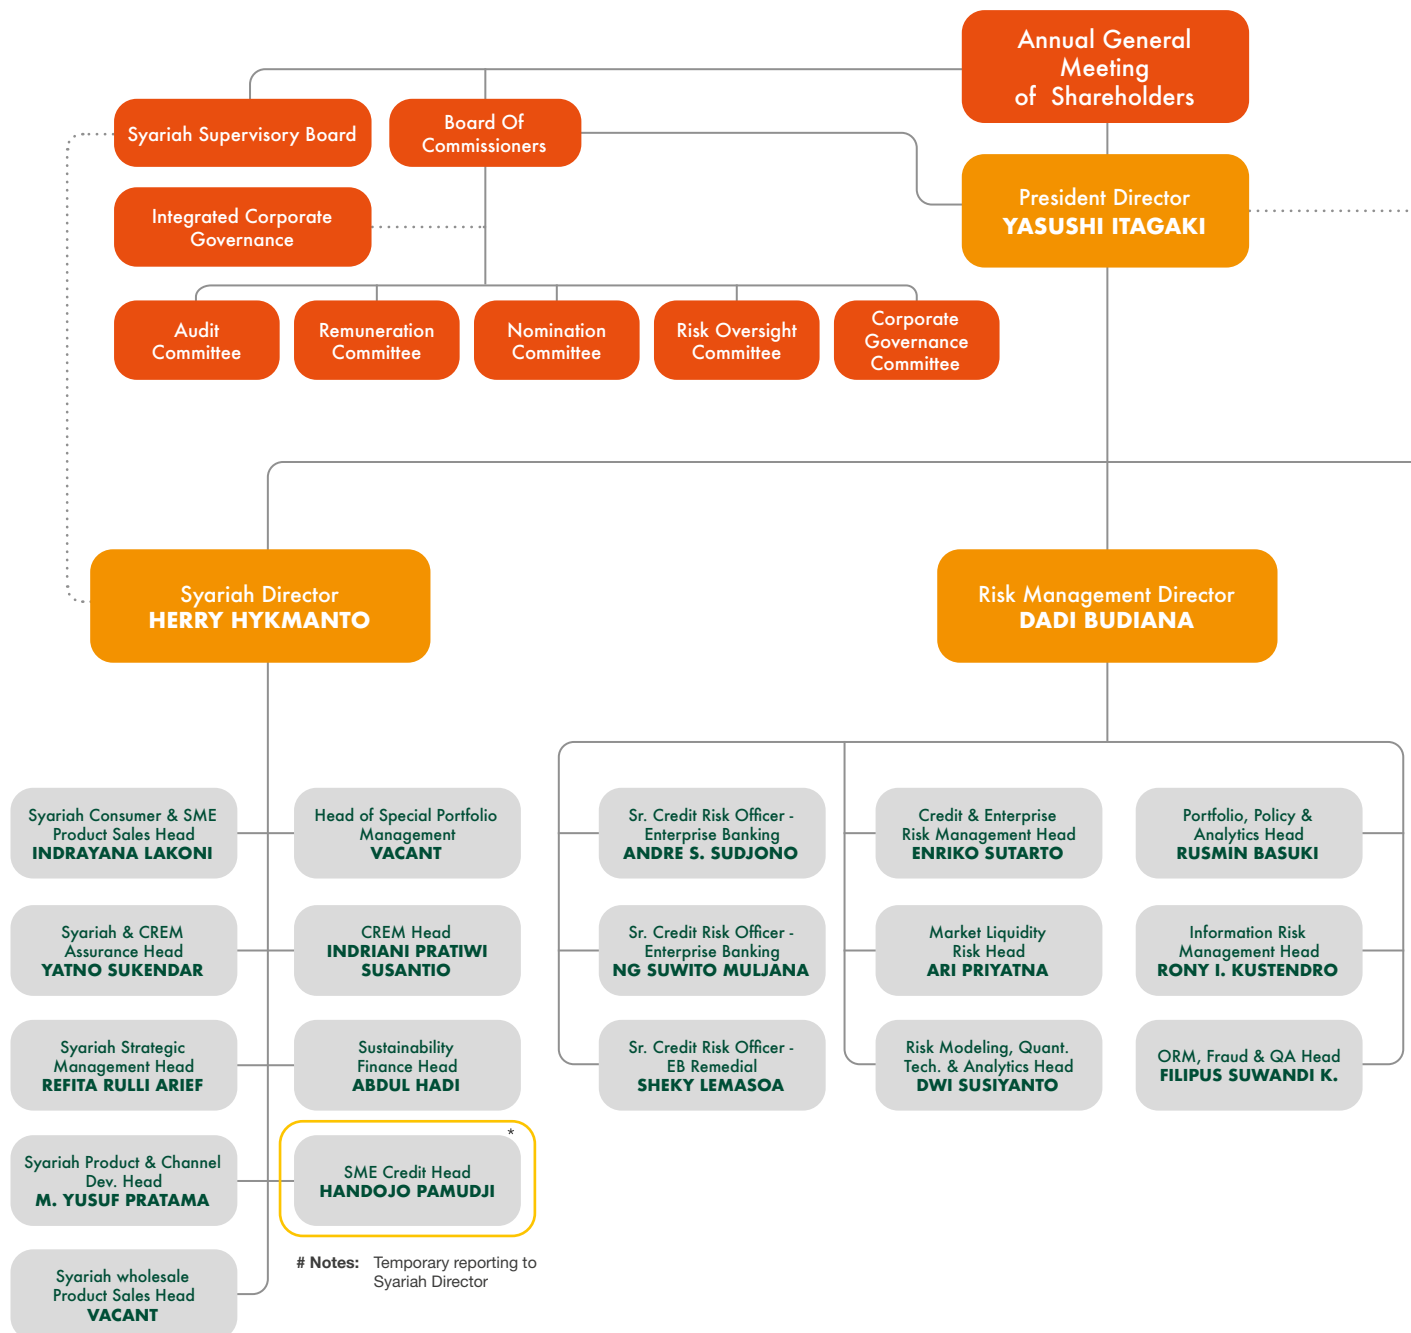 Annual General
Meeting
of Shareholders
Syariah Supervisory Board
Board Of
Commissioners
Integrated Corporate
Governance
President Director
YASUSHI ITAGAKI
Audit
Committee
Remuneration
Committee
Nomination
Committee
Risk Oversight
Committee
Corporate
Governance
Committee
Syariah Director
HERRY HYKMANTO
Risk Management Director
DADI BUDIANA
Syariah Consumer & SME
Product Sales Head
INDRAYANA LAKONI
Head of Special Portfolio
Management
VACANT
Sr. Credit Risk Officer -
Enterprise Banking
ANDRE S. SUDJONO
Credit & Enterprise
Risk Management Head
ENRIKO SUTARTO
Portfolio, Policy &
Analytics Head
RUSMIN BASUKI
Syariah & CREM
Assurance Head
YATNO SUKENDAR
CREM Head
INDRIANI PRATIWI
SUSANTIO
Sr. Credit Risk Officer -
Enterprise Banking
NG SUWITO MULJANA
Market Liquidity
Risk Head
ARI PRIYATNA
Information Risk
Management Head
RONY I. KUSTENDRO
Syariah Strategic
Management Head
REFITA RULLI ARIEF
Sustainability
Finance Head
ABDUL HADI
Sr. Credit Risk Officer -
EB Remedial
SHEKY LEMASOA
Risk Modeling, Quant.
Tech. & Analytics Head
DWI SUSIYANTO
ORM, Fraud & QA Head
FILIPUS SUWANDI K.
Syariah Product & Channel
Dev. Head
M. YUSUF PRATAMA
*
SME Credit Head
HANDOJO PAMUDJI
# Notes: Temporary reporting to
Syariah Director
Syariah wholesale
Product Sales Head
VACANT